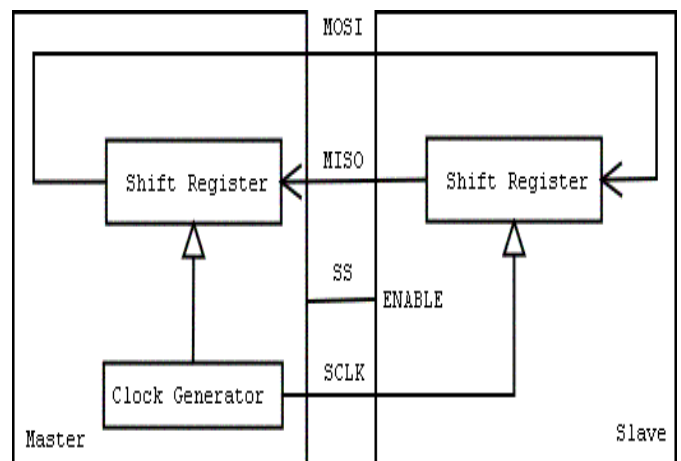 MOSI
MISO
Shift Register
Shift Register
SS
ENABLE
SCLK
Clock Generator
Master
Slave